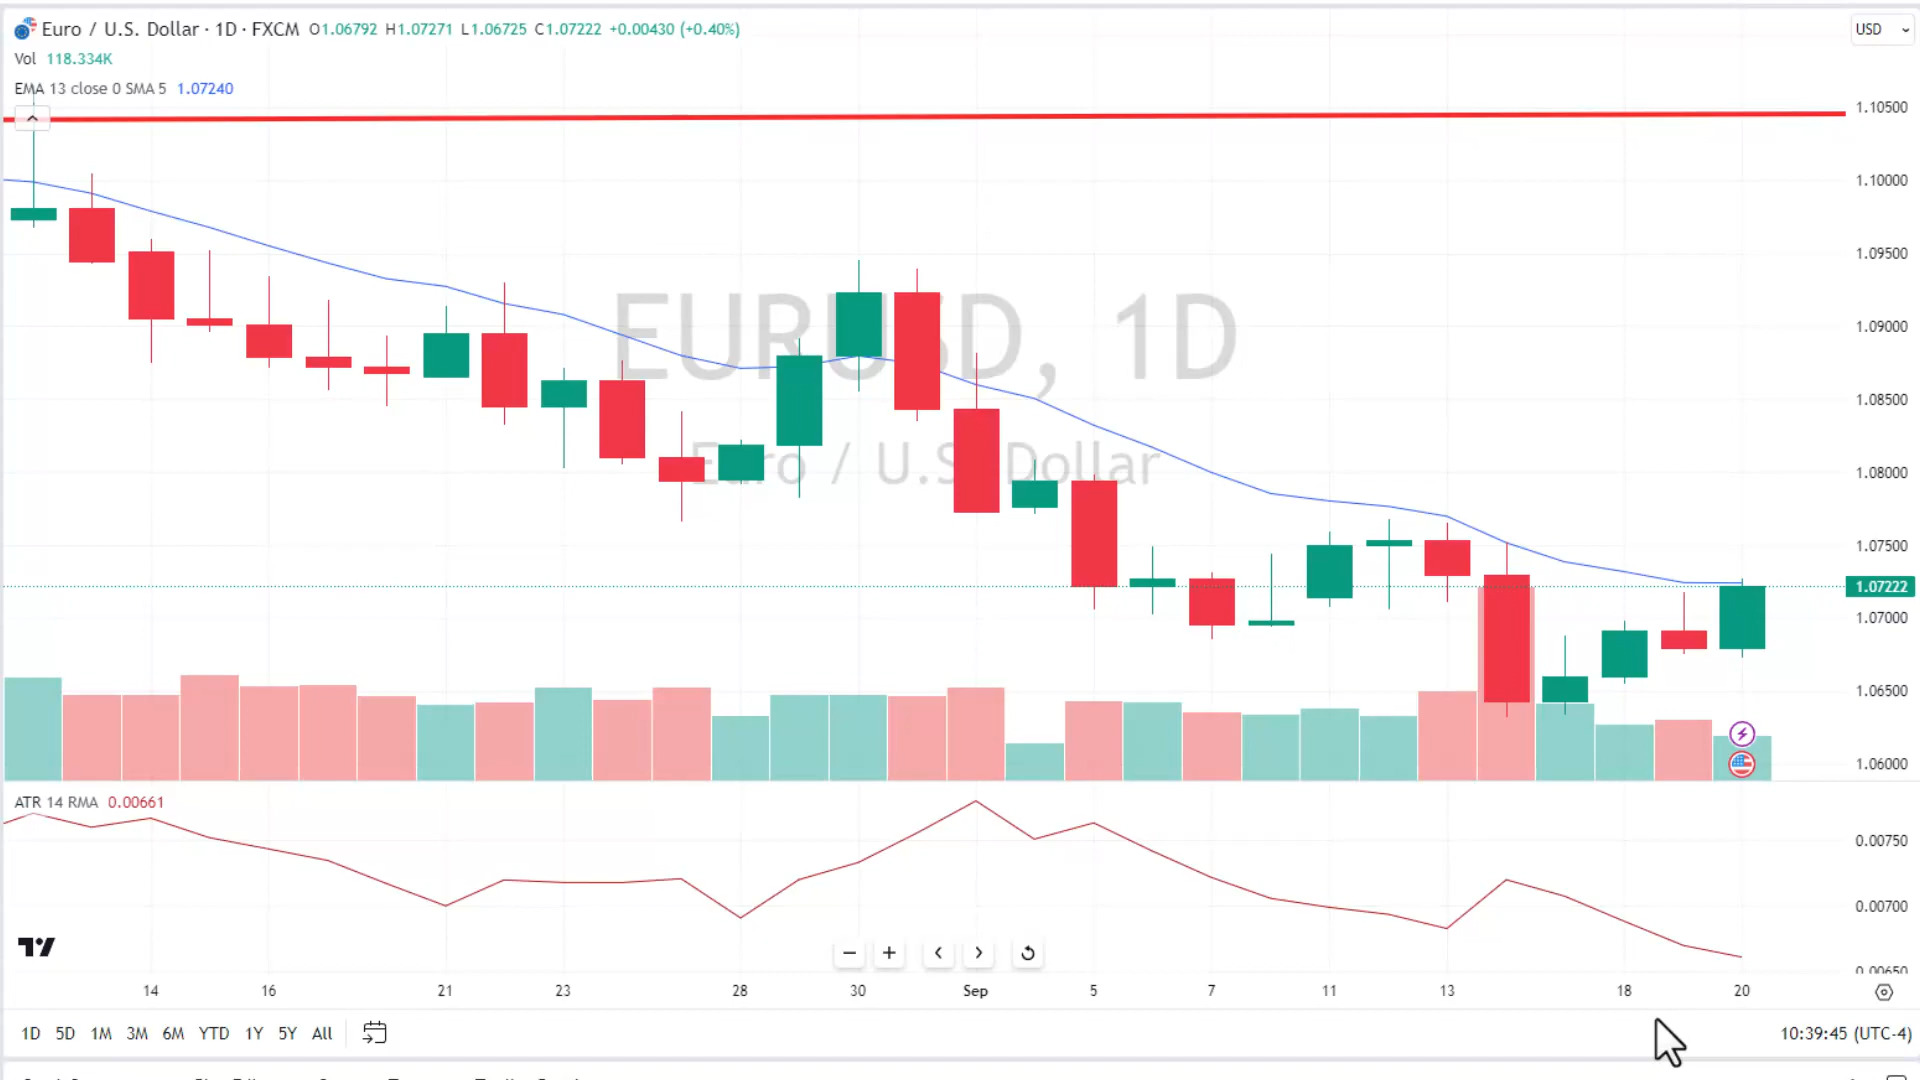 Euro / U.S. Dollar · 1D · FXCM O1.06792 H1.07271 L1.06725 C1.07222 +0.00430 (+0.40%)
USD
Vol 118.334K
EMA 13 close 0 SMA 5 1.07240
1.10500
1.10000
1.09500
1.09000
1.08500
1.08000
1.07500
1.07222
1.07000
1.06500
1.06000
EURUSD, 1D
Euro / U.S. Dollar
ATR 14 RMA 0.00661
0.00750
0.00700
0.00650
14 16 21 23 28 30 Sep 5 7 11 13 18 20
1D 5D 1M 3M 6M YTD 1Y 5Y All
10:39:45 (UTC-4)